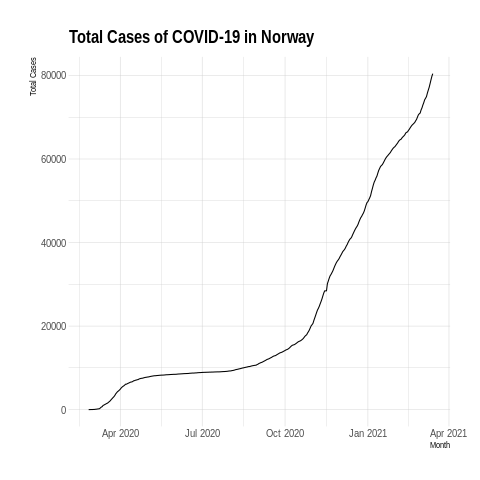 Total Cases of COVID-19 in Norway
Total Cases
80000
60000
40000
20000
0
Apr 2020 Jul 2020 Oct 2020 Jan 2021 Apr 2021
Month